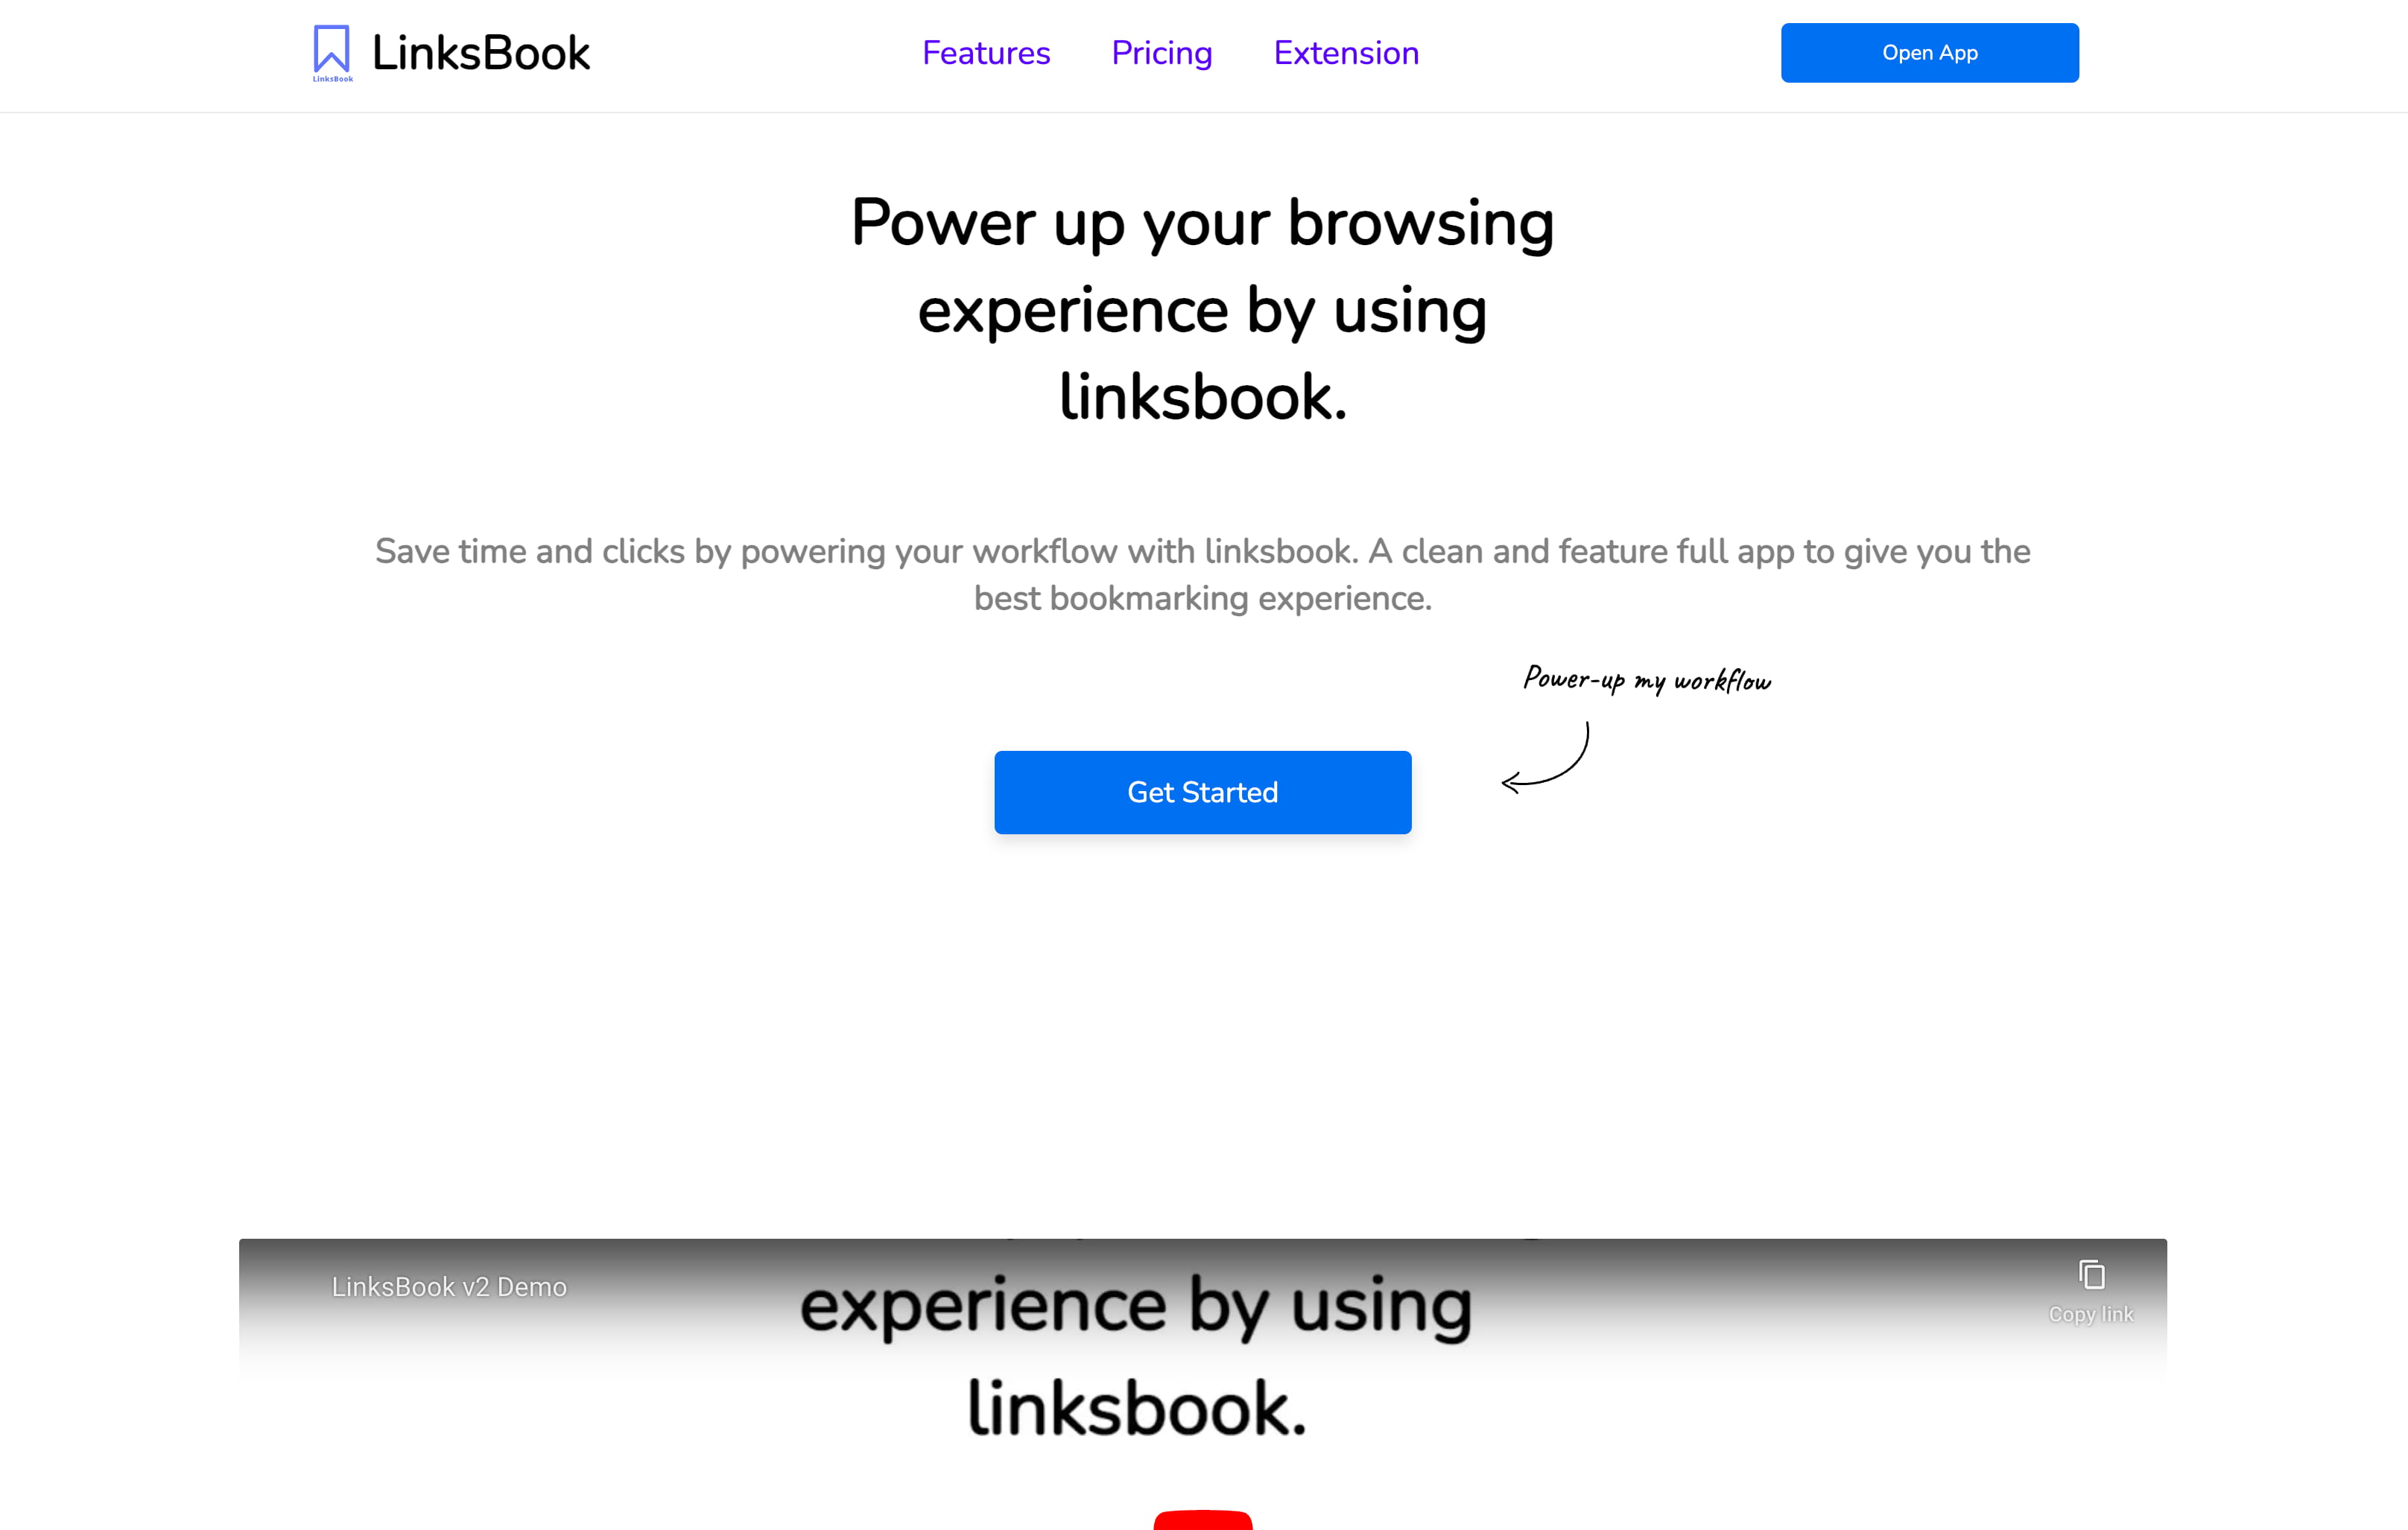 LinksBook
LinksBook
Features
Pricing
Extension
Open App
Power up your browsing
experience by using
linksbook.
Save time and clicks by powering your workflow with linksbook. A clean and feature full app to give you the
best bookmarking experience.
Power-up my workflow
Get Started
LinksBook v2 Demo
Copy link
experience by using
linksbook.